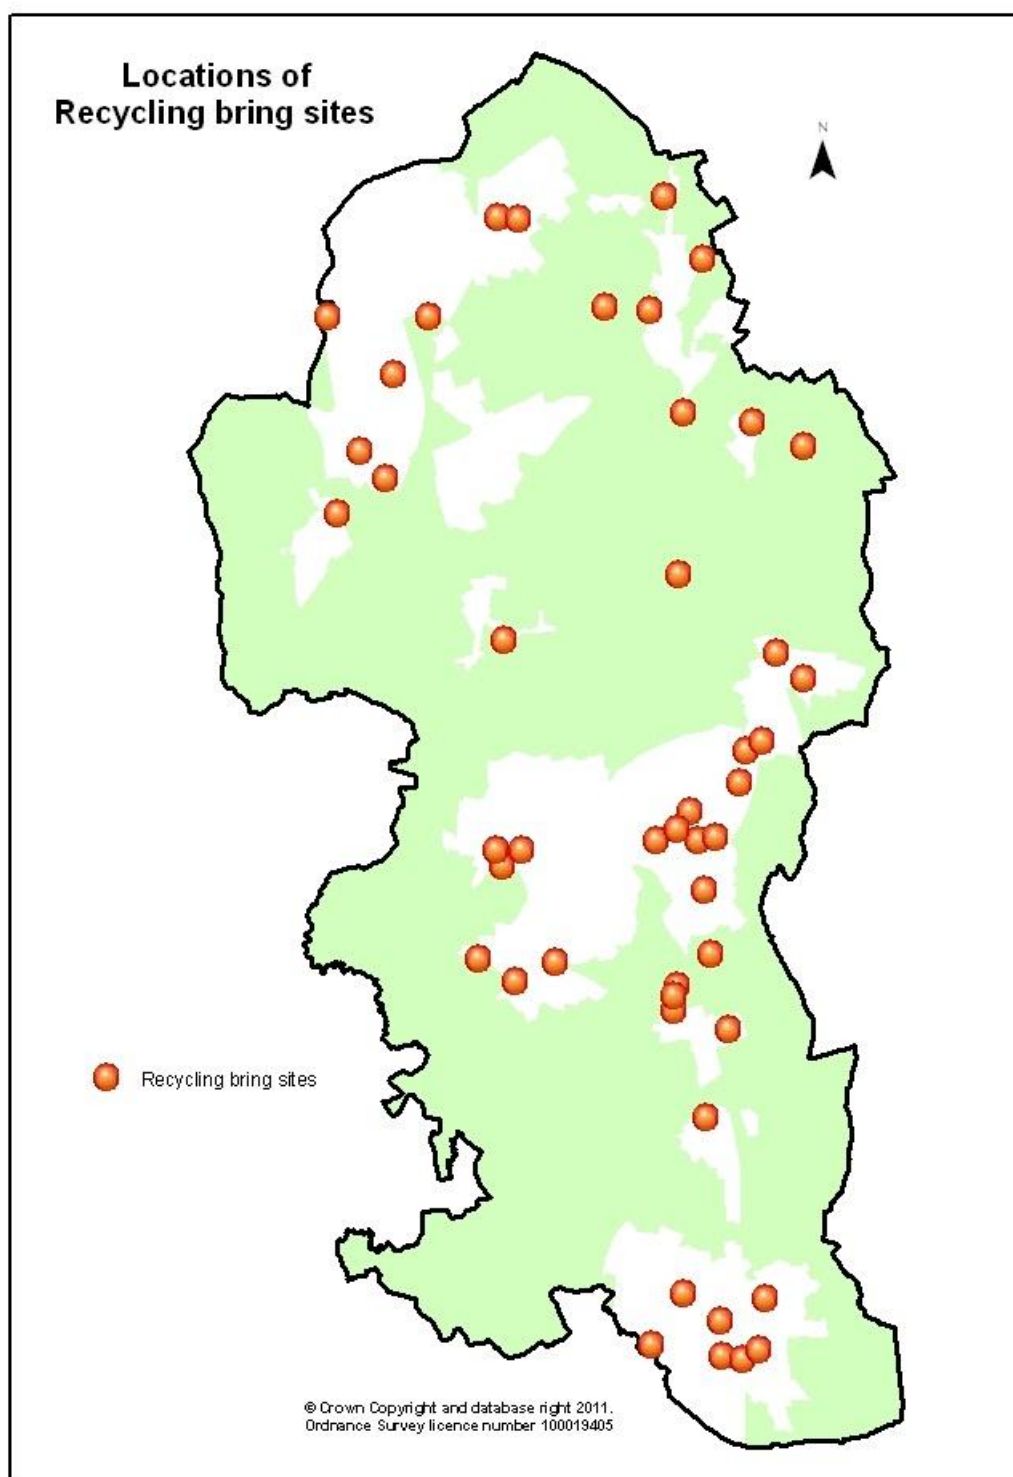 Locations of
Recycling bring sites
N
Recycling bring sites
© Crown Copyright and database right 2011.
Ordnance Survey licence number 100019405